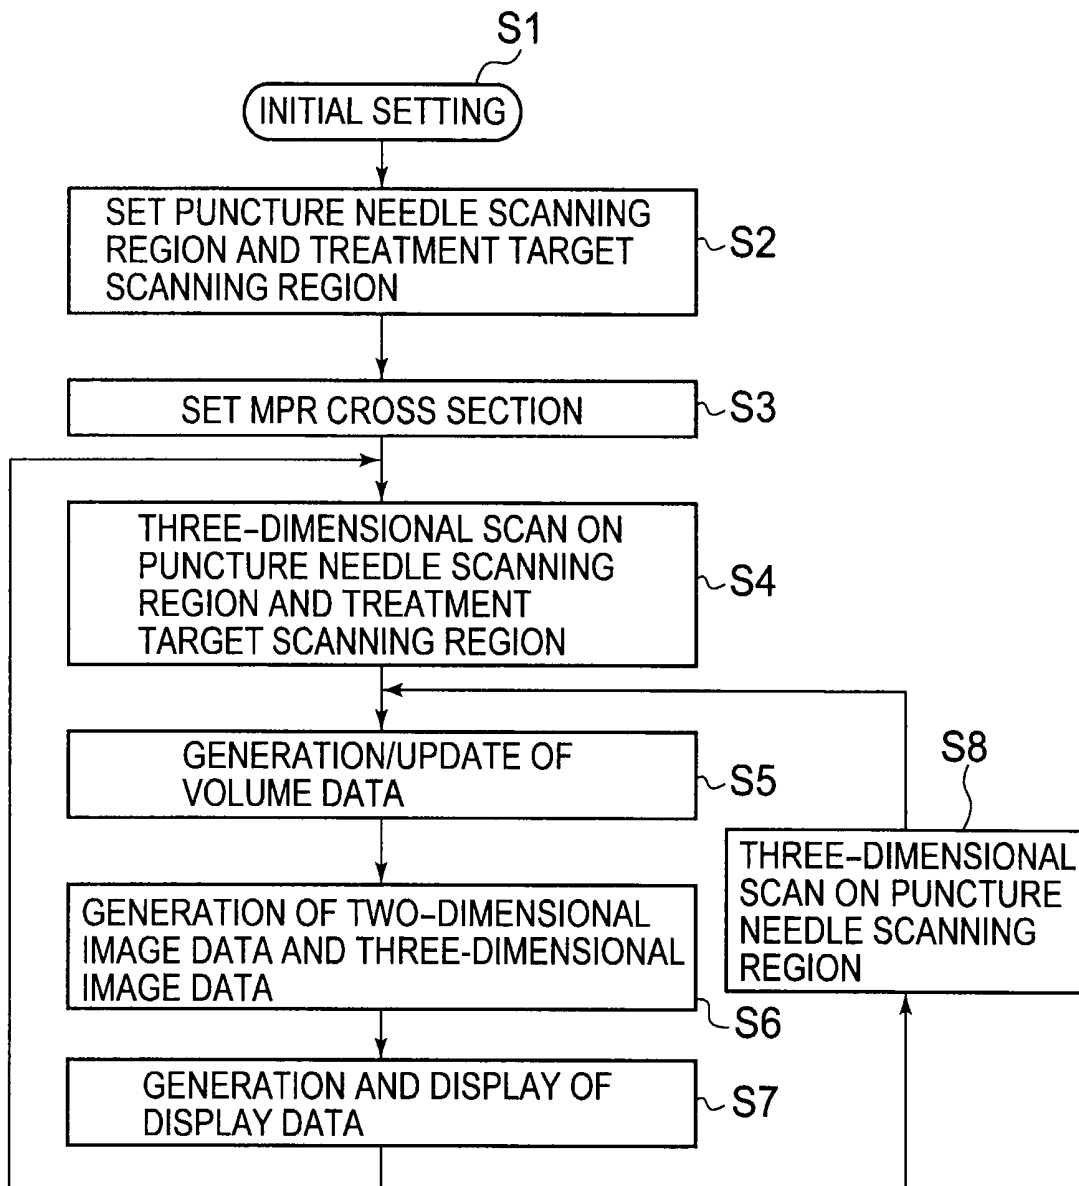 S1
INITIAL SETTING
SET PUNCTURE NEEDLE SCANNING
REGION AND TREATMENT TARGET
SCANNING REGION
S2
SET MPR CROSS SECTION
S3
THREE-DIMENSIONAL SCAN ON
PUNCTURE NEEDLE SCANNING
REGION AND TREATMENT
TARGET SCANNING REGION
S4
GENERATION/UPDATE OF
VOLUME DATA
S5
GENERATION OF TWO-DIMENSIONAL
IMAGE DATA AND THREE-DIMENSIONAL
IMAGE DATA
S6
GENERATION AND DISPLAY OF
DISPLAY DATA
S7
S8
THREE-DIMENSIONAL
SCAN ON PUNCTURE
NEEDLE SCANNING
REGION